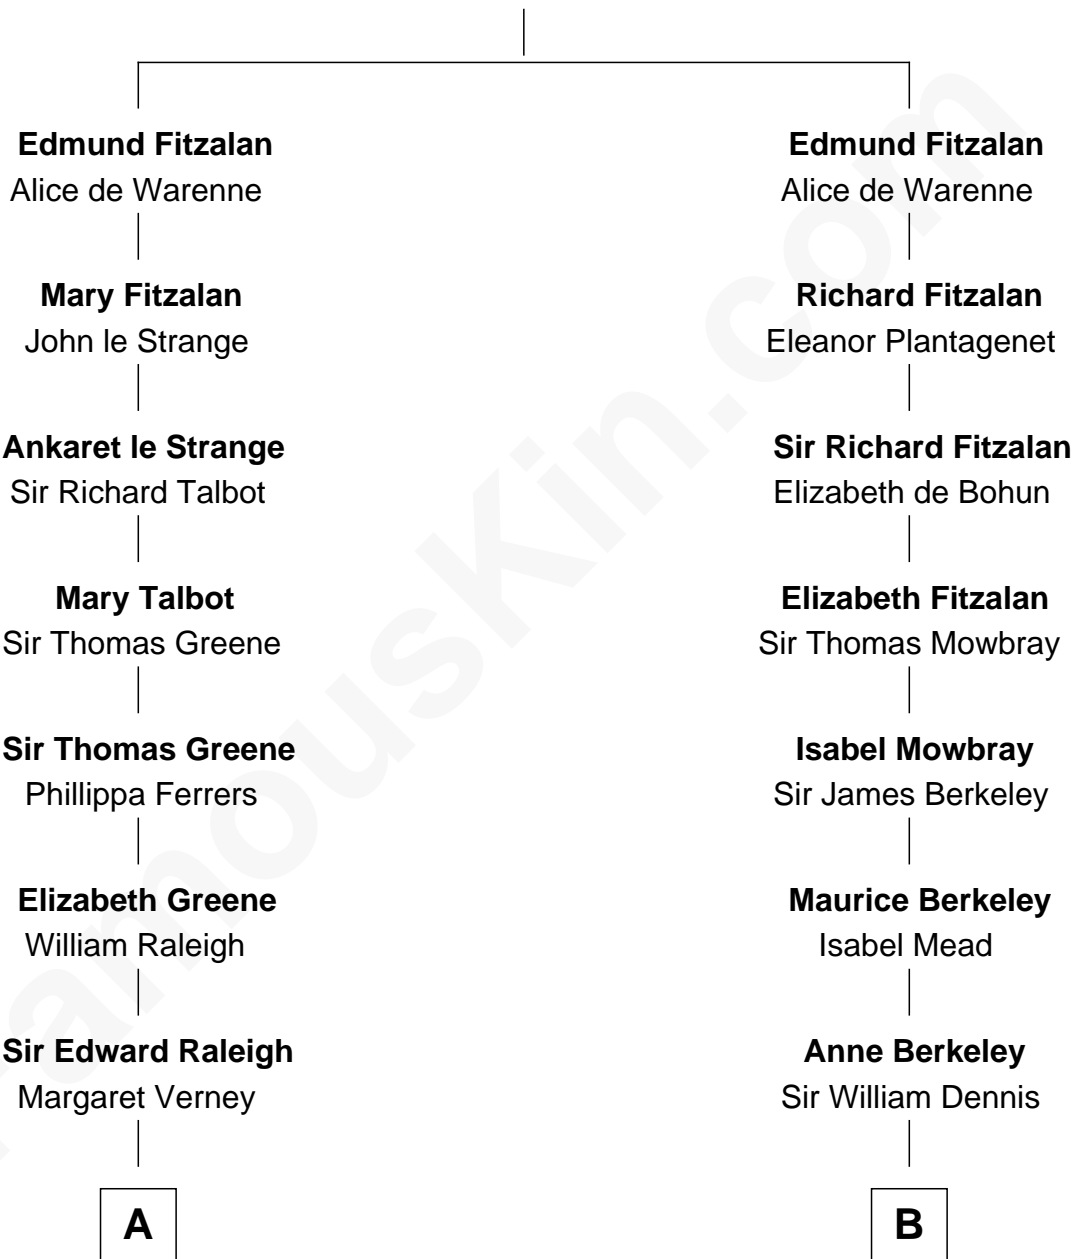 Edmund Fitzalan
Alice de Warenne
Mary Fitzalan
John le Strange
Ankaret le Strange
Sir Richard Talbot
Mary Talbot
Sir Thomas Greene
Sir Thomas Greene
Phillippa Ferrers
Elizabeth Greene
William Raleigh
Sir Edward Raleigh
Margaret Verney
A
Edmund Fitzalan
Alice de Warenne
Richard Fitzalan
Eleanor Plantagenet
Sir Richard Fitzalan
Elizabeth de Bohun
Elizabeth Fitzalan
Sir Thomas Mowbray
Isabel Mowbray
Sir James Berkeley
Maurice Berkeley
Isabel Mead
Anne Berkeley
Sir William Dennis
B
FamousKin.com